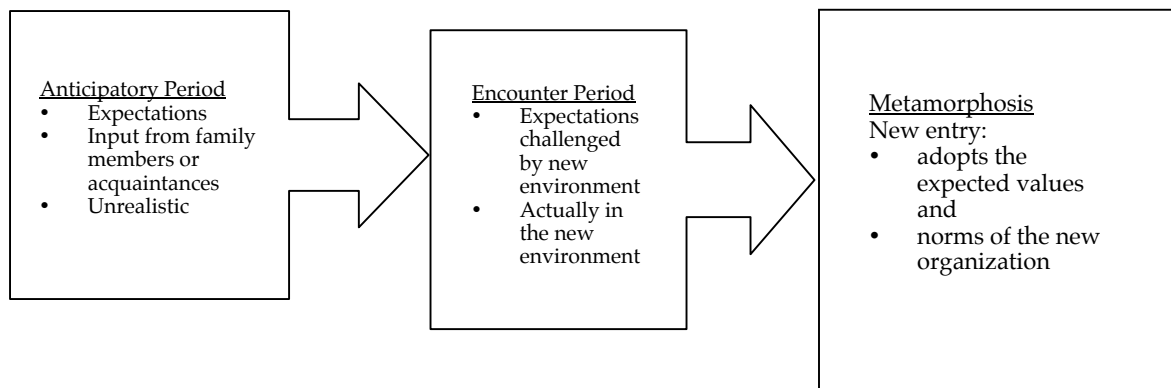 Anticipatory Period
• Expectations
• Input from family
members or
acquaintances
• Unrealistic
Encounter Period
• Expectations
challenged
by new
environment
• Actually in
the new
environment
Metamorphosis
New entry:
• adopts the
expected values
and
• norms of the new
organization